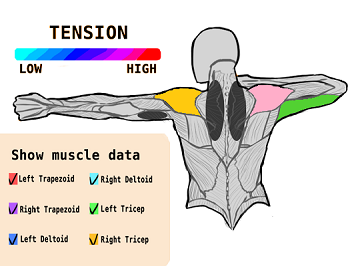 TENSION
LOW HIGH
Show muscle data
Left Trapezoid Right Deltoid
Right Trapezoid Left Tricep
Left Deltoid Right Tricep